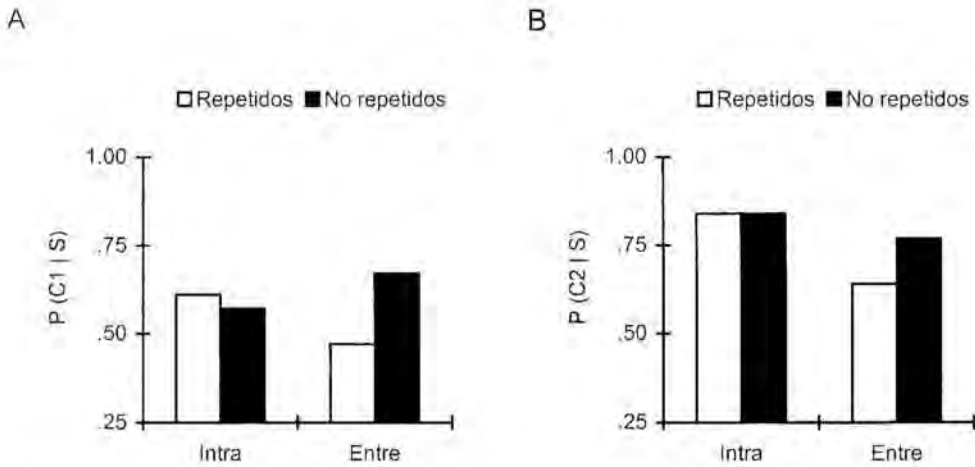 A
Repetidos No repetidos
1.00
.75
.50
.25
P (C1 | S)
Intra Entre
B
Repetidos No repetidos
1.00
.75
.50
.25
P (C2 | S)
Intra Entre